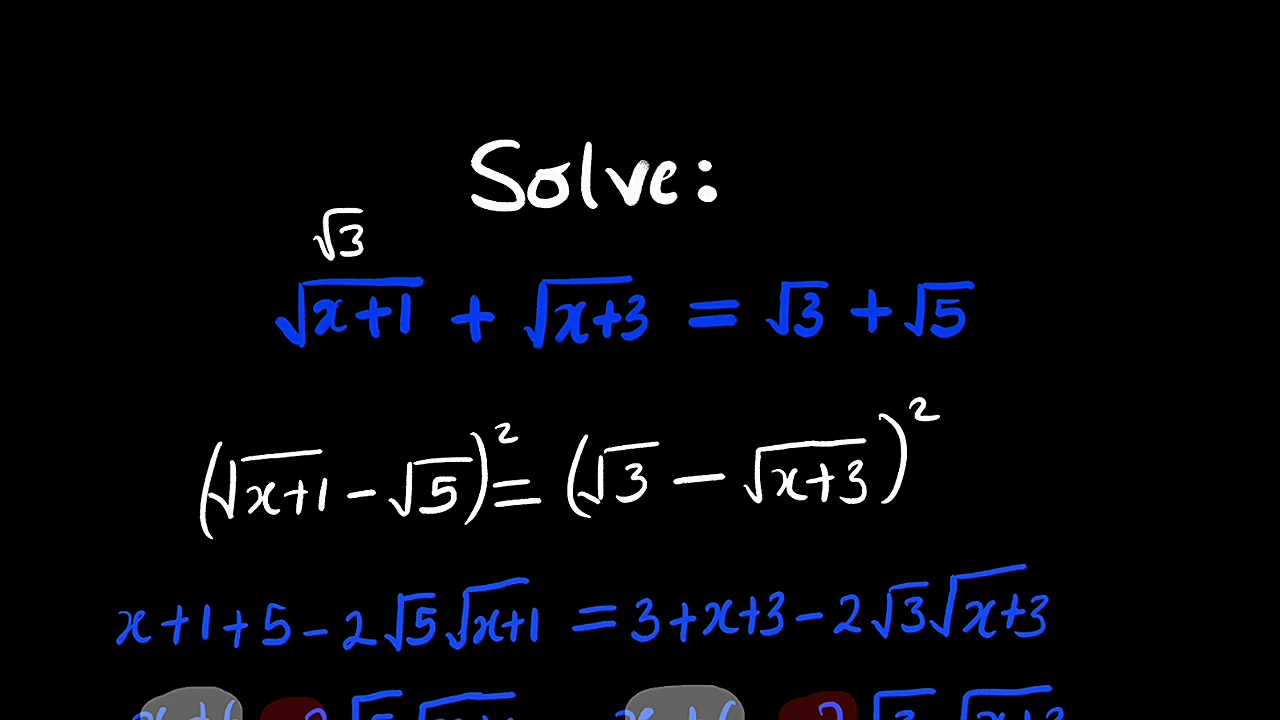 Solve:
√3
√(x+1) + √(x+3) = √3 + √5
(√(x+1) - √5)² = (√3 - √(x+3))²
x+1+5-2√5√(x+1) = 3+x+3-2√3√(x+3)